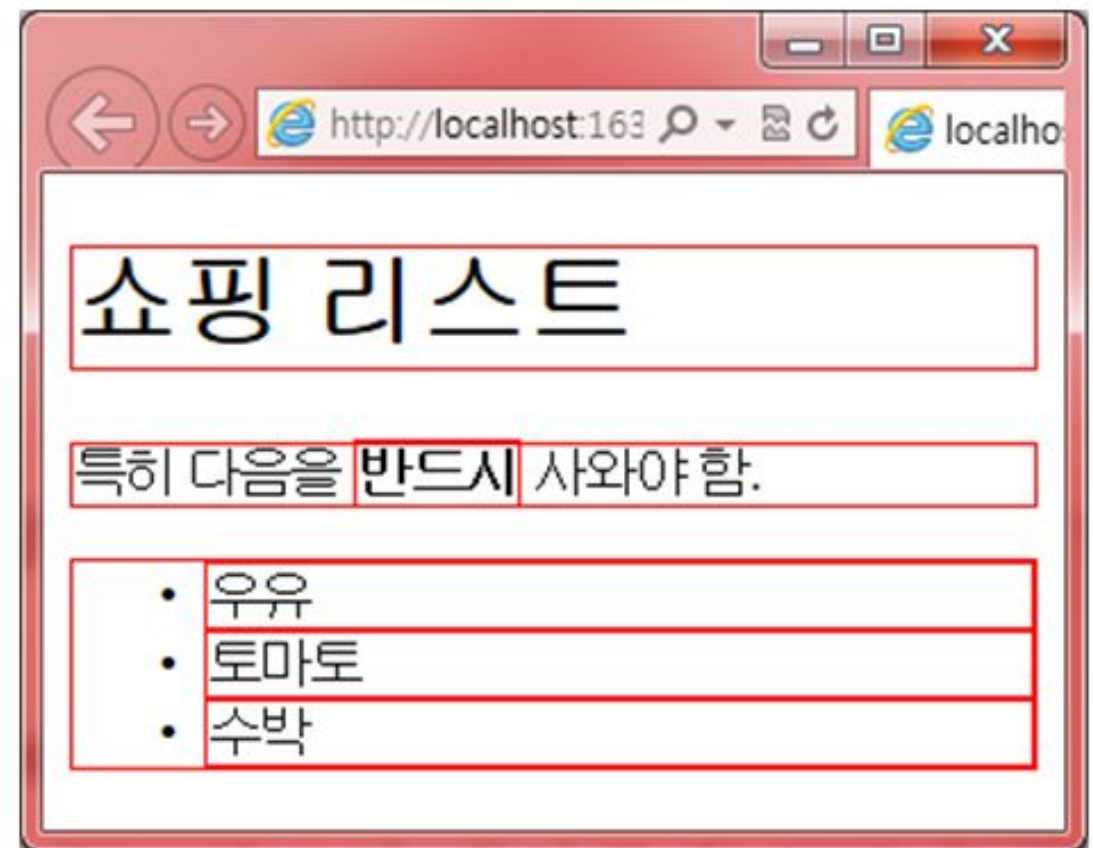 http://localhost:163
localho
쇼핑 리스트
특히 다음을 반드시 사와야 함.
• 우유
• 토마토
• 수박